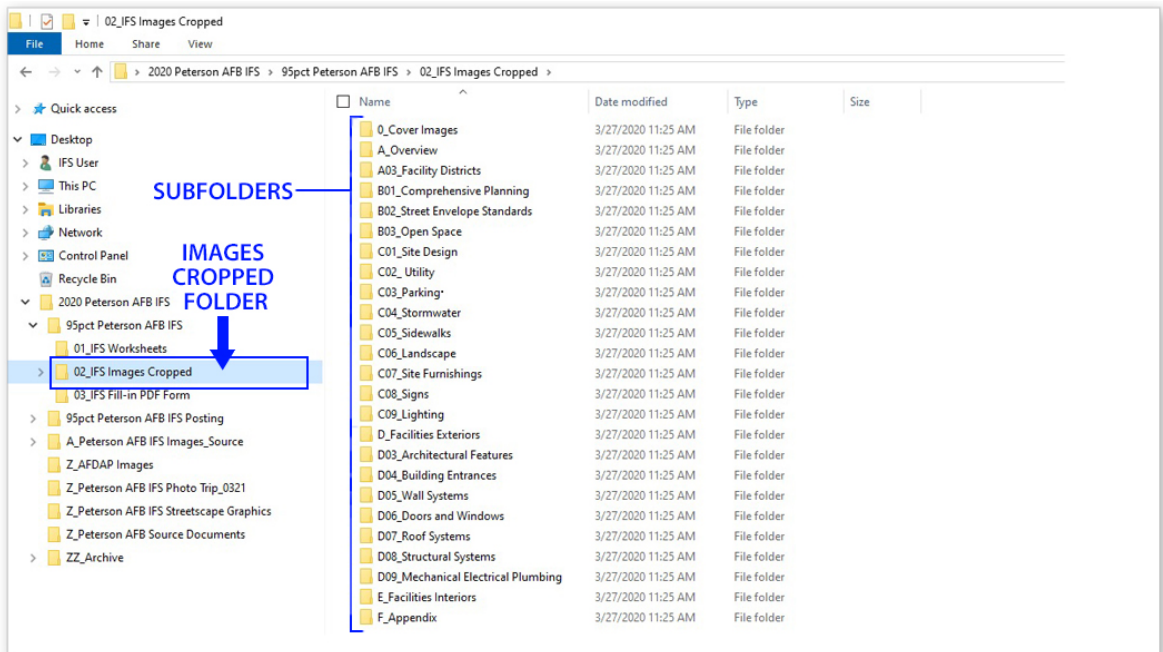 02_IFS Images Cropped
File Home Share View
2020 Peterson AFB IFS > 95pct Peterson AFB IFS > 02_IFS Images Cropped >
Quick access
Desktop
IFS User
This PC
Libraries
Network
Control Panel
Recycle Bin
2020 Peterson AFB IFS
95pct Peterson AFB IFS
01_IFS Worksheets
02_IFS Images Cropped
03_IFS Fill-in PDF Form
95pct Peterson AFB IFS Posting
A_Peterson AFB IFS Images_Source
Z_AFDAP Images
Z_Peterson AFB IFS Photo Trip_0321
Z_Peterson AFB IFS Streetscape Graphics
Z_Peterson AFB Source Documents
ZZ_Archive
SUBFOLDERS
IMAGES
CROPPED
FOLDER
Name Date modified Type Size
0_Cover Images 3/27/2020 11:25 AM File folder
A_Overview 3/27/2020 11:25 AM File folder
A03_Facility Districts 3/27/2020 11:25 AM File folder
B01_Comprehensive Planning 3/27/2020 11:25 AM File folder
B02_Street Envelope Standards 3/27/2020 11:25 AM File folder
B03_Open Space 3/27/2020 11:25 AM File folder
C01_Site Design 3/27/2020 11:25 AM File folder
C02_ Utility 3/27/2020 11:25 AM File folder
C03_Parking· 3/27/2020 11:25 AM File folder
C04_Stormwater 3/27/2020 11:25 AM File folder
C05_Sidewalks 3/27/2020 11:25 AM File folder
C06_Landscape 3/27/2020 11:25 AM File folder
C07_Site Furnishings 3/27/2020 11:25 AM File folder
C08_Signs 3/27/2020 11:25 AM File folder
C09_Lighting 3/27/2020 11:25 AM File folder
D_Facilities Exteriors 3/27/2020 11:25 AM File folder
D03_Architectural Features 3/27/2020 11:25 AM File folder
D04_Building Entrances 3/27/2020 11:25 AM File folder
D05_Wall Systems 3/27/2020 11:25 AM File folder
D06_Doors and Windows 3/27/2020 11:25 AM File folder
D07_Roof Systems 3/27/2020 11:25 AM File folder
D08_Structural Systems 3/27/2020 11:25 AM File folder
D09_Mechanical Electrical Plumbing 3/27/2020 11:25 AM File folder
E_Facilities Interiors 3/27/2020 11:25 AM File folder
F_Appendix 3/27/2020 11:25 AM File folder